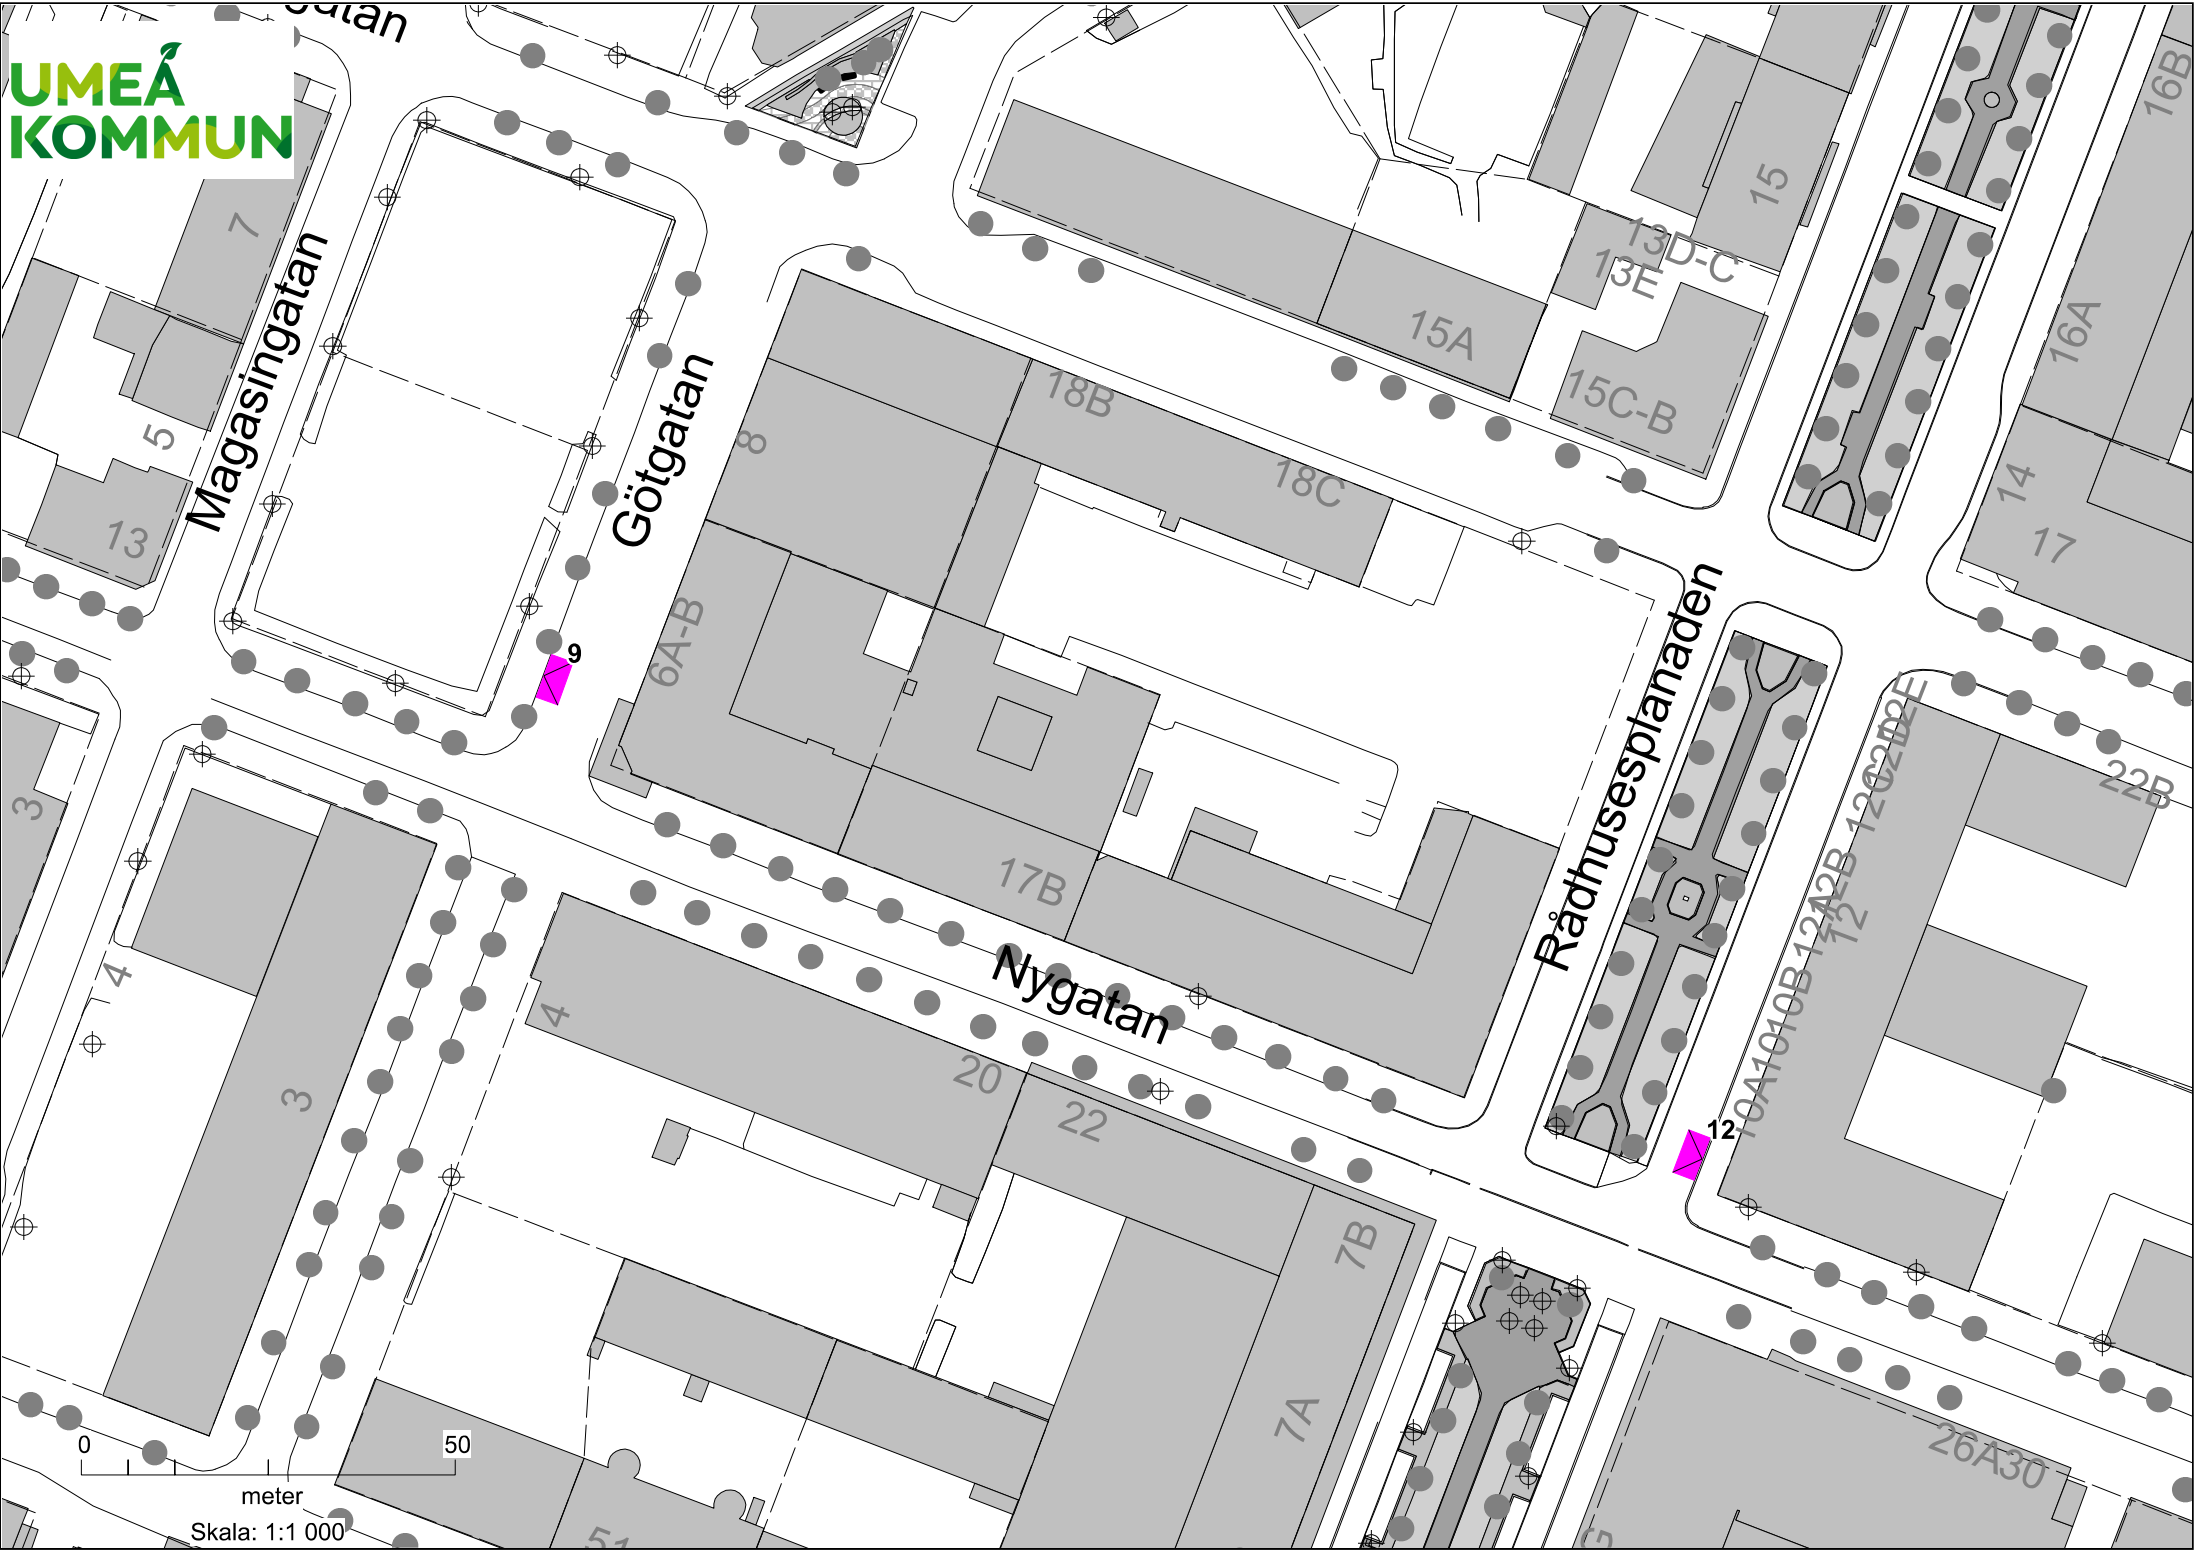 UMEÅ
KOMMUN
16B
7
15
13D-C
13E
Magasingatan
16A
15A
15C-B
18B
Götgatan
8
5
18C
14
13
17
6A-B
9
Rådhusesplanaden
22B
3
17B
12
4
4
Nygatan
20
22
3
12
7B
7A
26A30
0
50
meter
Skala: 1:1 000